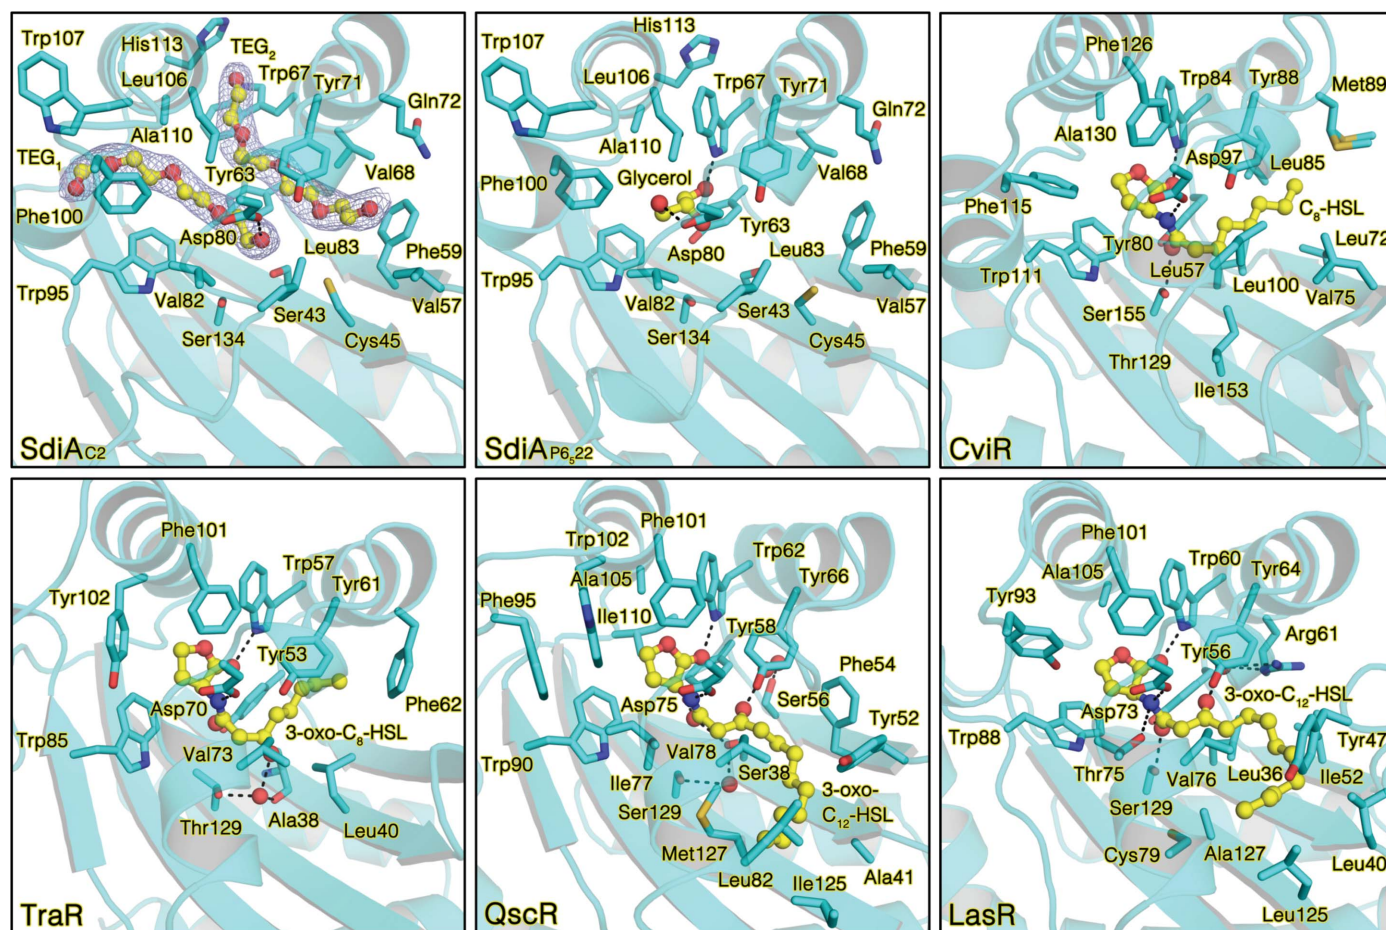 Trp107
His113
TEG2
Leu106
Trp67
Tyr71
Gln72
Ala110
TEG1
Tyr63
Val68
Phe100
Asp80
Leu83
Phe59
Trp95
Val82
Val57
Ser43
Ser134
Cys45
SdiAC2
His113
Trp107
Leu106
Trp67
Tyr71
Gln72
Ala110
Val68
Phe100
Glycerol
Tyr63
Asp80
Leu83
Phe59
Trp95
Val82
Ser43
Val57
Ser134
Cys45
SdiAP6522
Phe126
Trp84
Tyr88
Met89
Ala130
Asp97
Leu85
Phe115
C8-HSL
Tyr80
Leu72
Trp111
Leu57
Leu100
Val75
Ser155
Thr129
Ile153
CviR
Phe101
Trp57
Tyr61
Tyr102
Tyr53
Phe62
Asp70
3-oxo-C8-HSL
Trp85
Val73
Thr129
Ala38
Leu40
TraR
Phe101
Trp102
Trp62
Ala105
Tyr66
Phe95
Ile110
Tyr58
Phe54
Asp75
Ser56
Tyr52
Val78
Trp90
Ile77
Ser38
3-oxo-
C12-HSL
Ser129
Met127
Leu82
Ala41
Ile125
QscR
Phe101
Trp60
Ala105
Tyr64
Tyr93
Arg61
Tyr56
3-oxo-C12-HSL
Asp73
Trp88
Tyr47
Thr75
Val76
Leu36
Ile52
Ser129
Cys79
Ala127
Leu40
Leu125
LasR